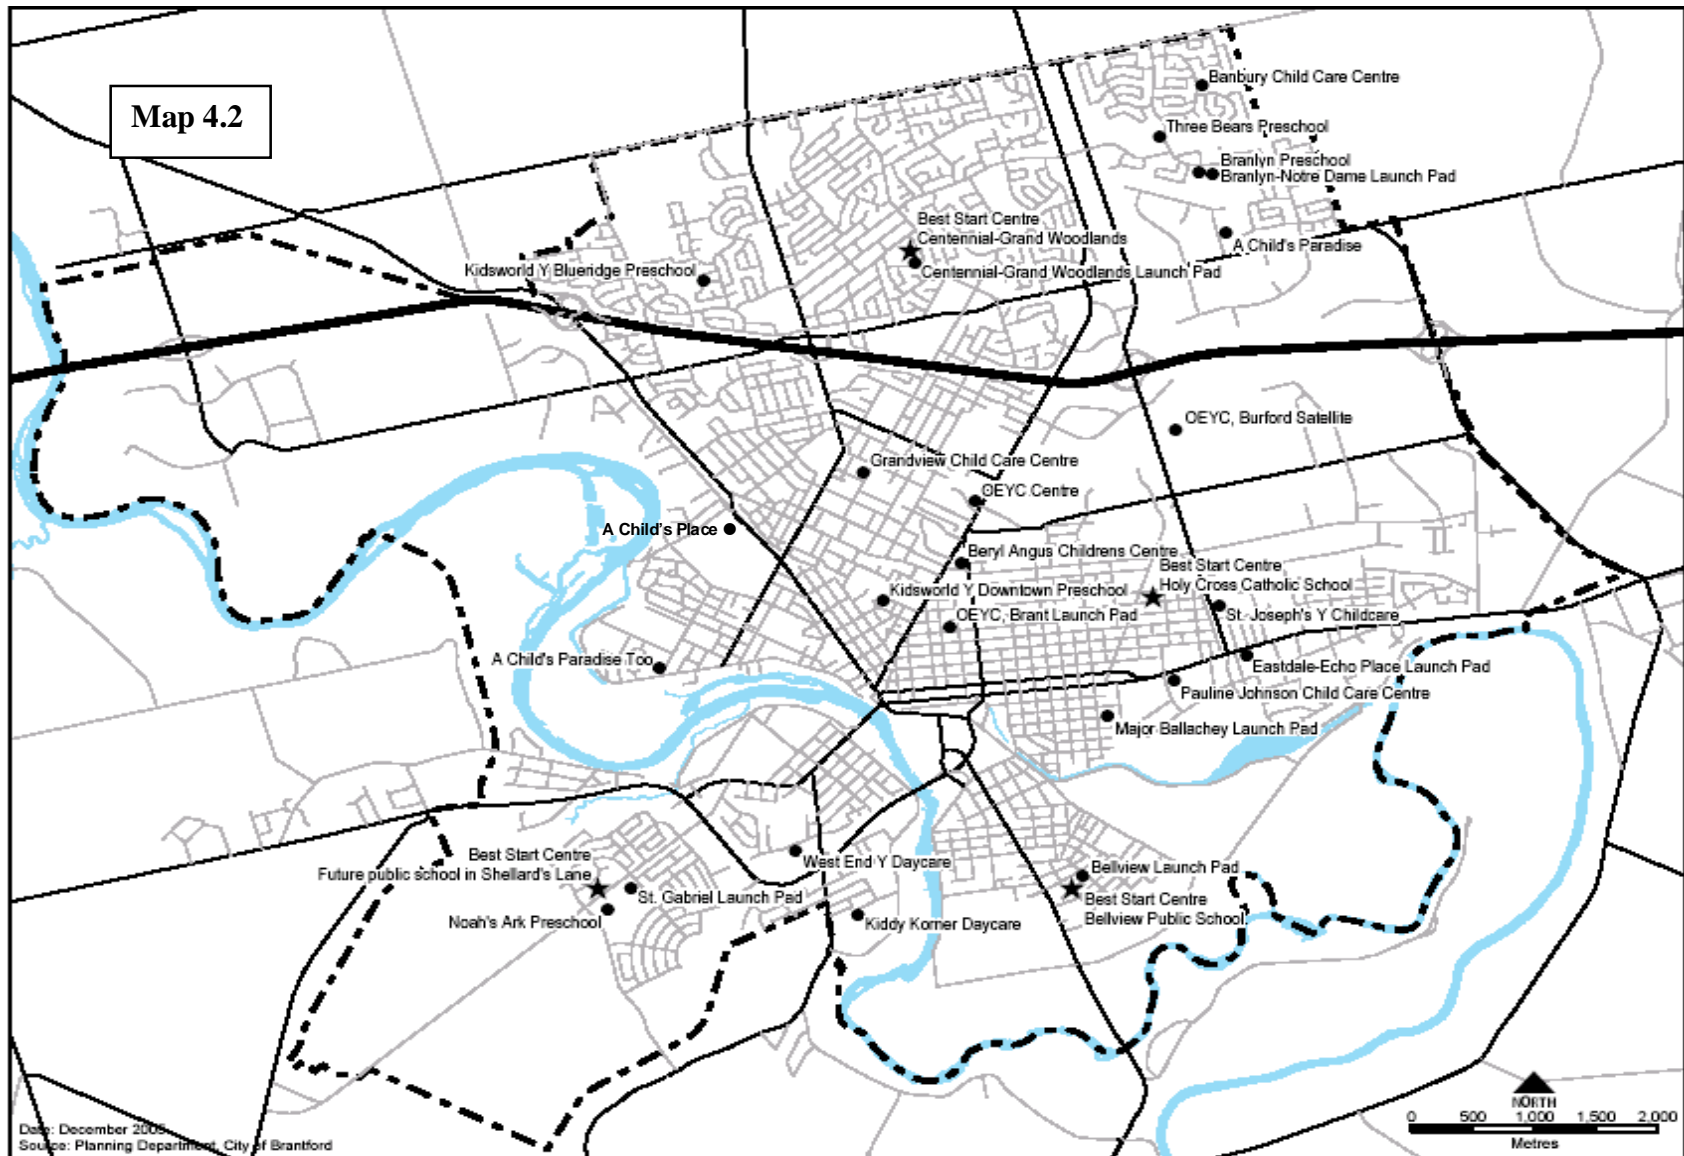 Map 4.2
Banbury Child Care Centre
Three Bears Preschool
Branlyn Preschool
Branlyn-Notre Dame Launch Pad
Best Start Centre
Centennial-Grand Woodlands
A Child's Paradise
Kidsworld Y Blueridge Preschool
Centennial-Grand Woodlands Launch Pad
OEYC, Burford Satellite
Grandview Child Care Centre
OEYC Centre
A Child's Place
Beryl Angus Childrens Centre
Best Start Centre
Holy Cross Catholic School
Kidsworld Y Downtown Preschool
OEYC, Brant Launch Pad
St. Joseph's Y Childcare
A Child's Paradise Too
Eastdale-Echo Place Launch Pad
Pauline Johnson Child Care Centre
Major Ballachey Launch Pad
Best Start Centre
Future public school in Shellard's Lane
West End Y Daycare
Bellview Launch Pad
St. Gabriel Launch Pad
Best Start Centre
Bellview Public School
Noah's Ark Preschool
Kiddy Korner Daycare
NORTH
0 500 1,000 1,500 2,000
Metres
Date: December
Source: Planning Department, City of Brantford